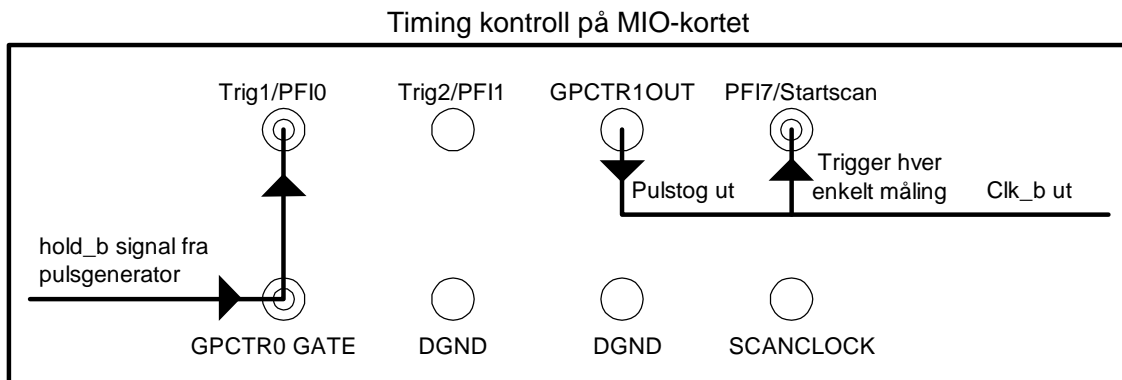 Timing kontroll på MIO-kortet
Trig1/PFI0
Trig2/PFI1
GPCTR1OUT
PFI7/Startscan
Pulstog ut
Trigger hver
enkelt måling
Clk_b ut
hold_b signal fra
pulsgenerator
GPCTR0 GATE
DGND
DGND
SCANCLOCK